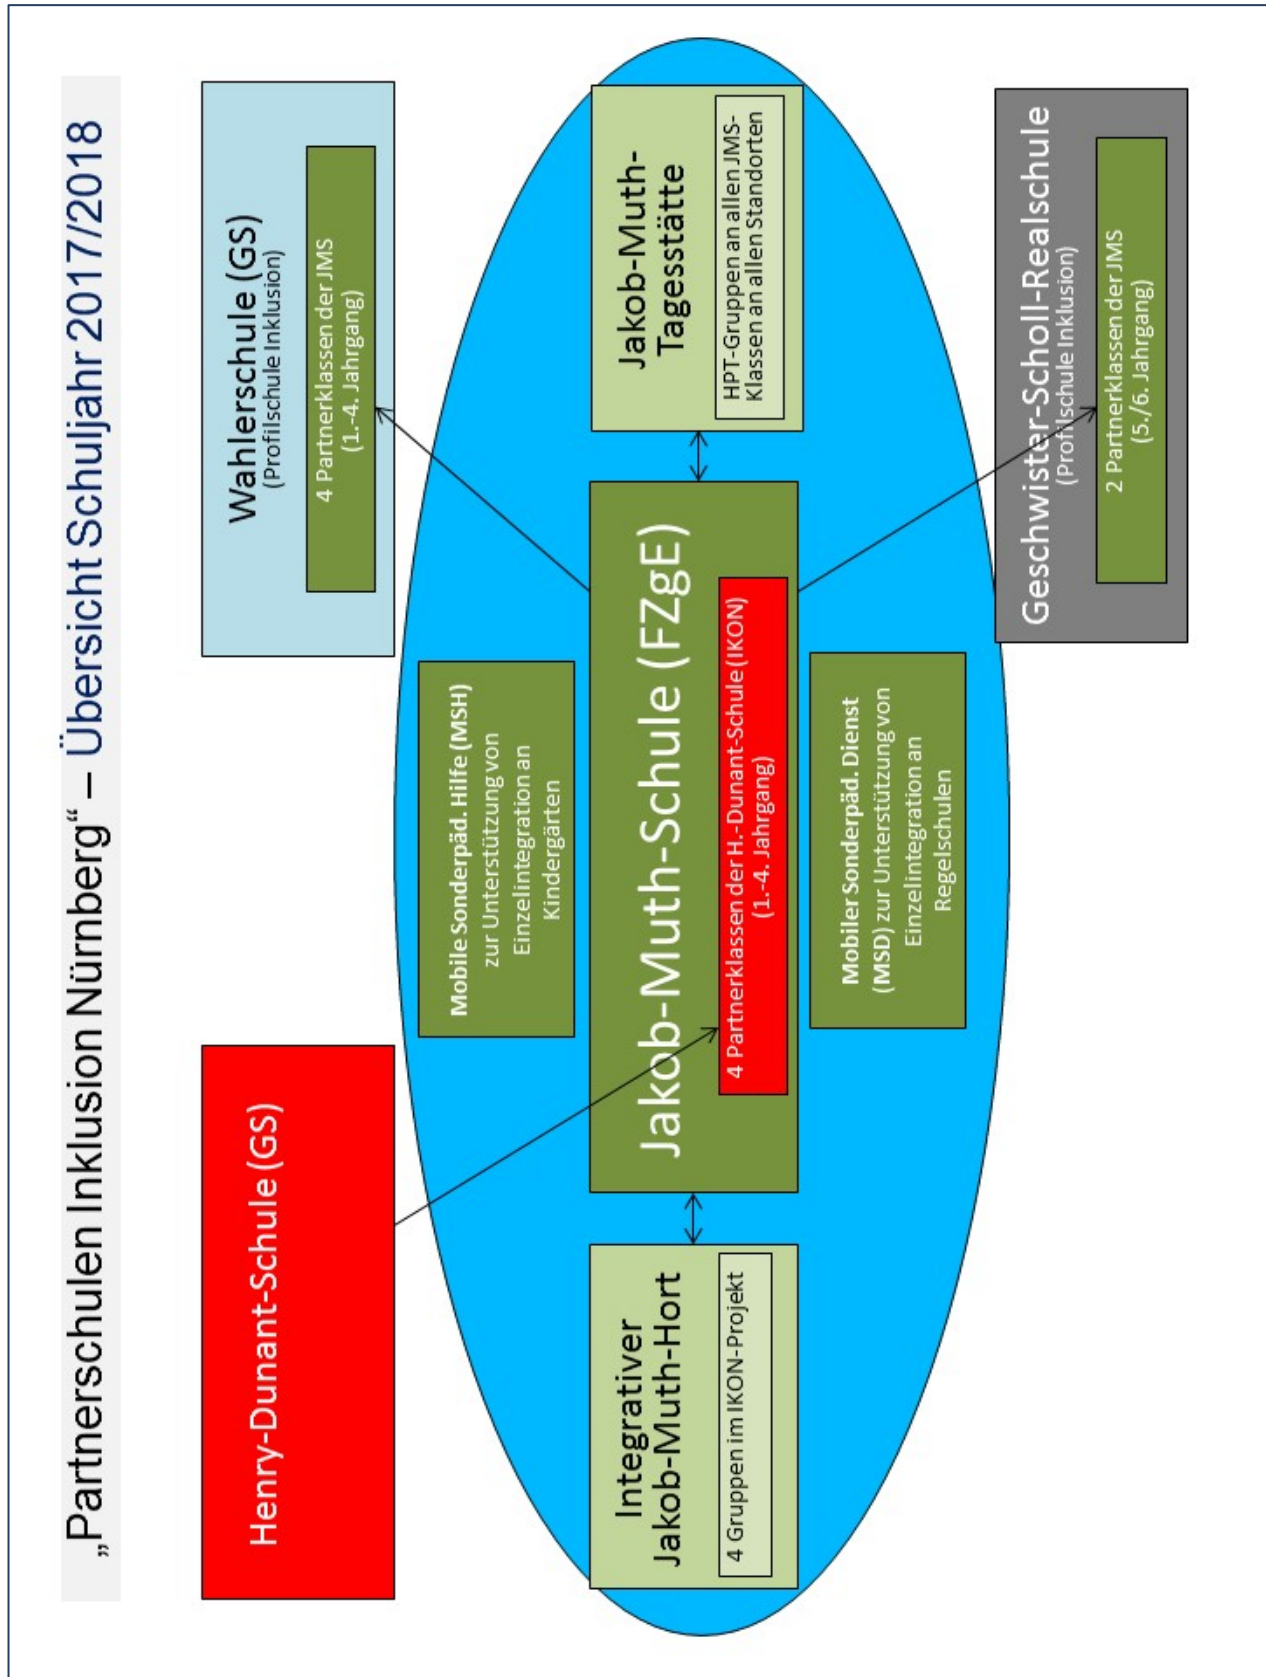 „Partnerschulen Inklusion Nürnberg“ – Übersicht Schuljahr 2017/2018
Henry-Dunant-Schule (GS)
Wahlerschule (GS)
(Profilschule Inklusion)
4 Partnerklassen der JMS
(1.-4. Jahrgang)
Mobile Sonderpäd. Hilfe (MSH)
zur Unterstützung von
Einzelintegration an
Kindergärten
Integrativer
Jakob-Muth-Hort
4 Gruppen im IKON-Projekt
Jakob-Muth-Schule (FZgE)
4 Partnerklassen der H.-Dunant-Schule (IKON)
(1.-4. Jahrgang)
Jakob-Muth-
Tagesstätte
HPT-Gruppen an allen JMS-
Klassen an allen Standorten
Mobiler Sonderpäd. Dienst
(MSD) zur Unterstützung von
Einzelintegration an
Regelschulen
Geschwister-Scholl-Realschule
(Profilschule Inklusion)
2 Partnerklassen der JMS
(5./6. Jahrgang)